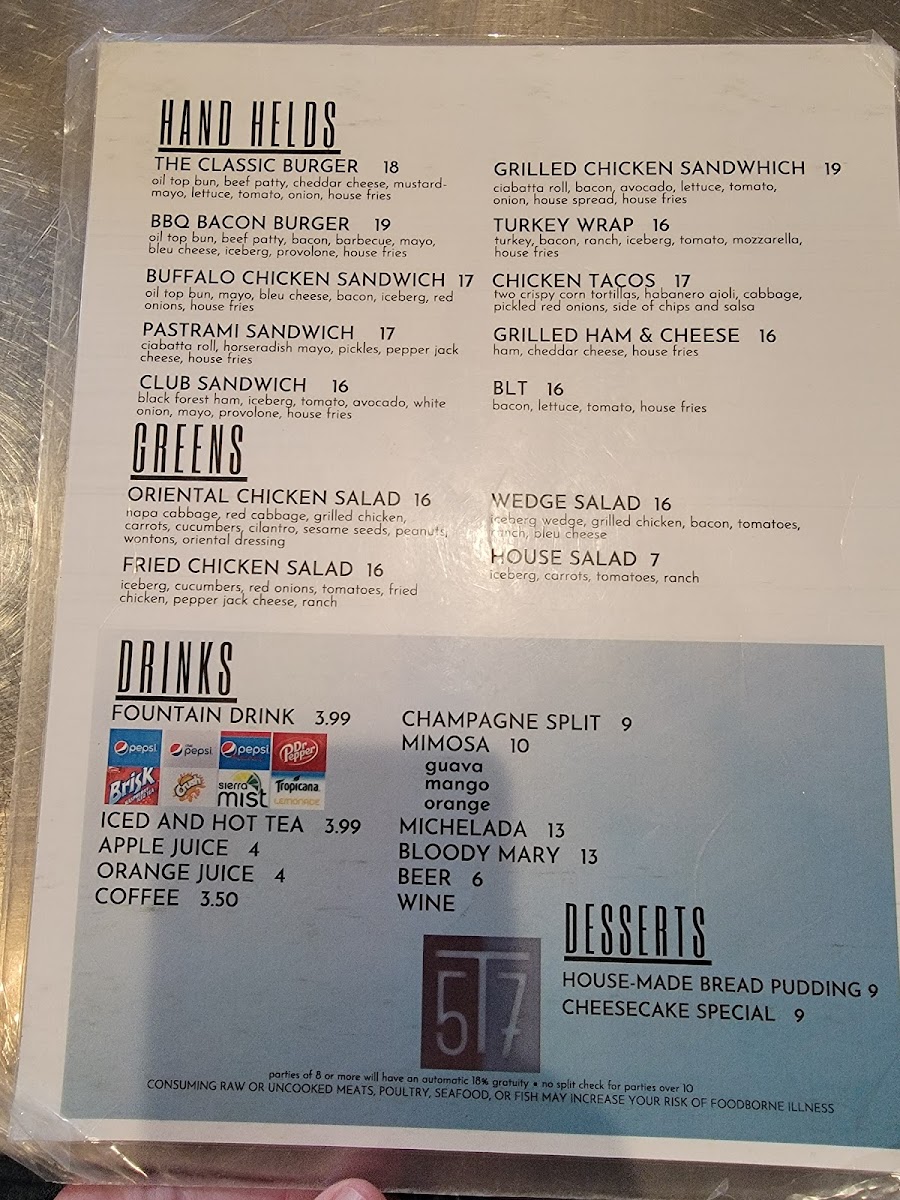 HAND HELDS
THE CLASSIC BURGER 18
oil top bun, beef patty, cheddar cheese, mustard-
mayo, lettuce, tomato, onion, house fries
BBQ BACON BURGER 19
oil top bun, beef patty, bacon, barbecue, mayo,
bleu cheese, iceberg, provolone, house fries
BUFFALO CHICKEN SANDWICH 17
oil top bun, mayo, bleu cheese, bacon, iceberg, red
onions, house fries
PASTRAMI SANDWICH 17
ciabatta roll, horseradish mayo, pickles, pepper jack
cheese, house fries
CLUB SANDWICH 16
black forest ham, iceberg, tomato, avocado, white
onion, mayo, provolone, house fries
GRILLED CHICKEN SANDWHICH 19
ciabatta roll, bacon, avocado, lettuce, tomato,
onion, house spread, house fries
TURKEY WRAP 16
turkey, bacon, ranch, iceberg, tomato, mozzarella,
house fries
CHICKEN TACOS 17
two crispy corn tortillas, habanero aioli, cabbage,
pickled red onions, side of chips and salsa
GRILLED HAM & CHEESE 16
ham, cheddar cheese, house fries
BLT 16
bacon, lettuce, tomato, house fries
GREENS
ORIENTAL CHICKEN SALAD 16
napa cabbage, red cabbage, grilled chicken,
carrots, cucumbers, cilantro, sesame seeds, peanuts,
wontons, oriental dressing
FRIED CHICKEN SALAD 16
iceberg, cucumbers, red onions, tomatoes, fried
chicken, pepper jack cheese, ranch
WEDGE SALAD 16
iceberg wedge, grilled chicken, bacon, tomatoes,
ranch, bleu cheese
HOUSE SALAD 7
iceberg, carrots, tomatoes, ranch
DRINKS
FOUNTAIN DRINK 3.99
pepsi
pepsi
pepsi
Dr Pepper
BRISK
Crush
sierra mist
Tropicana
LEMONADE
ICED AND HOT TEA 3.99
APPLE JUICE 4
ORANGE JUICE 4
COFFEE 3.50
CHAMPAGNE SPLIT 9
MIMOSA 10
guava
mango
orange
MICHELADA 13
BLOODY MARY 13
BEER 6
WINE
DESSERTS
HOUSE-MADE BREAD PUDDING 9
CHEESECAKE SPECIAL 9
5T7
parties of 8 or more will have an automatic 18% gratuity • no split check for parties over 10
CONSUMING RAW OR UNCOOKED MEATS, POULTRY, SEAFOOD, OR FISH MAY INCREASE YOUR RISK OF FOODBORNE ILLNESS